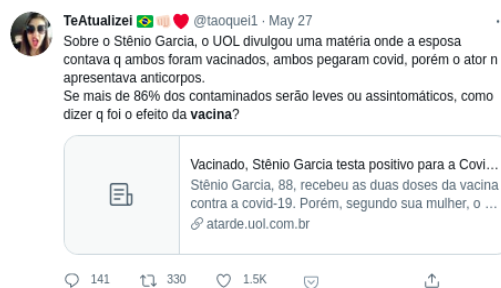 TeAtualizei 🇧🇷👊🏻❤️ @taoquei1 · May 27
Sobre o Stênio Garcia, o UOL divulgou uma matéria onde a esposa
contava q ambos foram vacinados, ambos pegaram covid, porém o ator n
apresentava anticorpos.
Se mais de 86% dos contaminados serão leves ou assintomáticos, como
dizer q foi o efeito da vacina?
Vacinado, Stênio Garcia testa positivo para a Covi...
Stênio Garcia, 88, recebeu as duas doses da vacina
contra a covid-19. Porém, segundo sua mulher, o ...
atarde.uol.com.br
141 330 1.5K